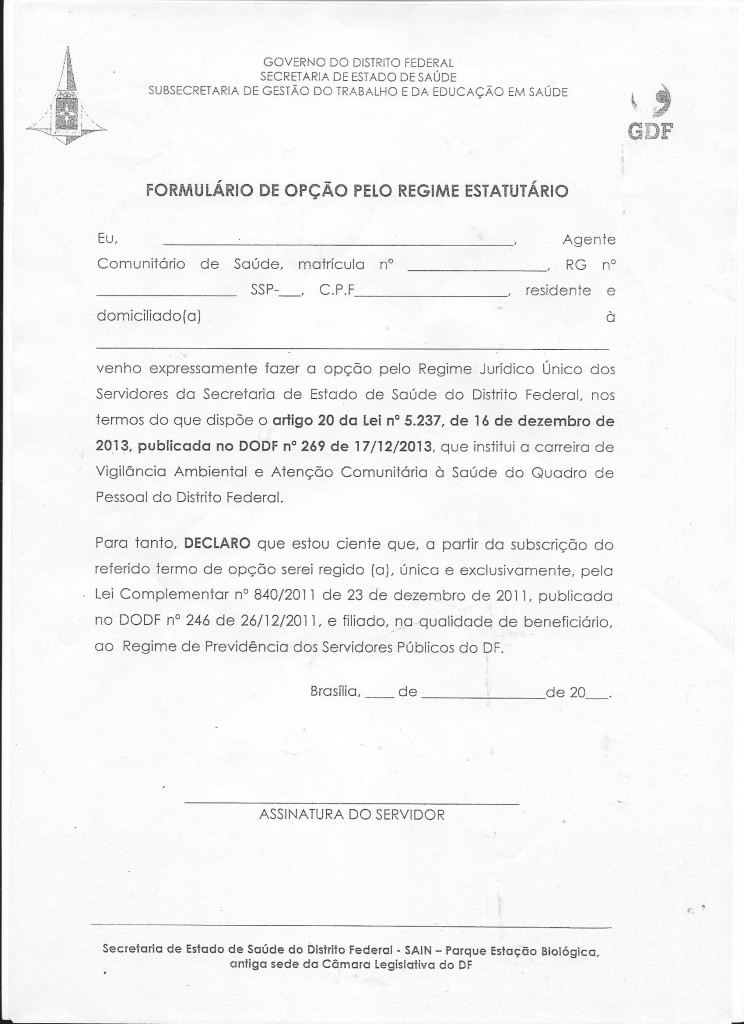 GOVERNO DO DISTRITO FEDERAL
SECRETARIA DE ESTADO DE SAÚDE
SUBSECRETARIA DE GESTÃO DO TRABALHO E DA EDUCAÇÃO EM SAÚDE
GDF
FORMULÁRIO DE OPÇÃO PELO REGIME ESTATUTÁRIO
Eu, ____________________, Agente
Comunitário de Saúde, matrícula nº ____________________, RG nº
____________________ SSP-___, C.P.F____________________, residente e
domiciliado(a) à
____________________
venho expressamente fazer a opção pelo Regime Jurídico Único dos
Servidores da Secretaria de Estado de Saúde do Distrito Federal, nos
termos do que dispõe o artigo 20 da Lei nº 5.237, de 16 de dezembro de
2013, publicada no DODF nº 269 de 17/12/2013, que institui a carreira de
Vigilância Ambiental e Atenção Comunitária à Saúde do Quadro de
Pessoal do Distrito Federal.
Para tanto, DECLARO que estou ciente que, a partir da subscrição do
referido termo de opção serei regido (a), única e exclusivamente, pela
Lei Complementar nº 840/2011 de 23 de dezembro de 2011, publicada
no DODF nº 246 de 26/12/2011, e filiado, na qualidade de beneficiário,
ao Regime de Previdência dos Servidores Públicos do DF.
Brasília, ____ de ________________de 20___.
ASSINATURA DO SERVIDOR
Secretaria de Estado de Saúde do Distrito Federal - SAIN – Parque Estação Biológica,
antiga sede da Câmara Legislativa do DF